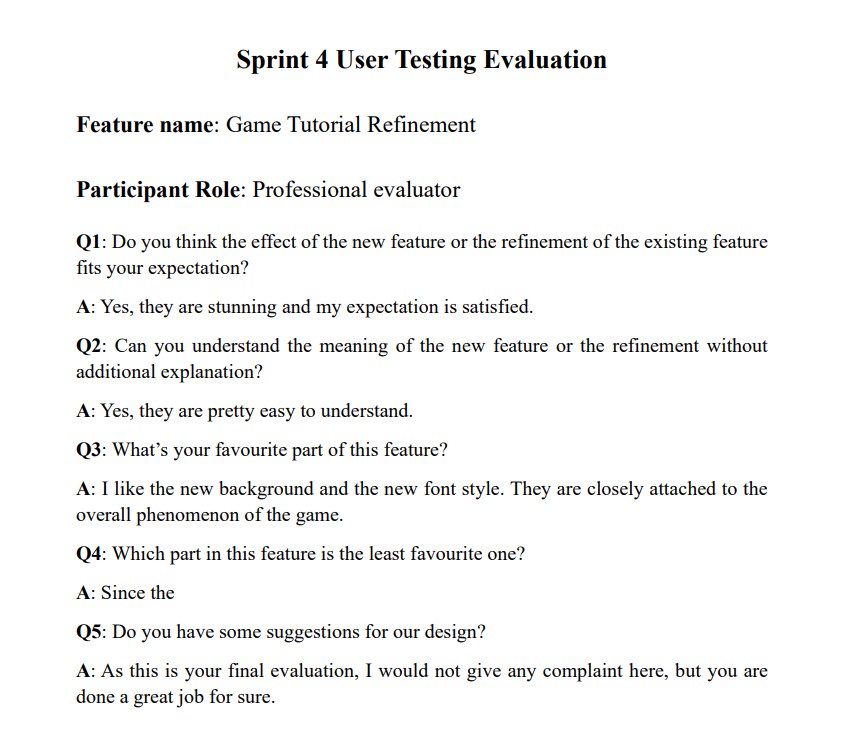 Sprint 4 User Testing Evaluation
Feature name: Game Tutorial Refinement
Participant Role: Professional evaluator
Q1: Do you think the effect of the new feature or the refinement of the existing feature
fits your expectation?
A: Yes, they are stunning and my expectation is satisfied.
Q2: Can you understand the meaning of the new feature or the refinement without
additional explanation?
A: Yes, they are pretty easy to understand.
Q3: What’s your favourite part of this feature?
A: I like the new background and the new font style. They are closely attached to the
overall phenomenon of the game.
Q4: Which part in this feature is the least favourite one?
A: Since the
Q5: Do you have some suggestions for our design?
A: As this is your final evaluation, I would not give any complaint here, but you are
done a great job for sure.